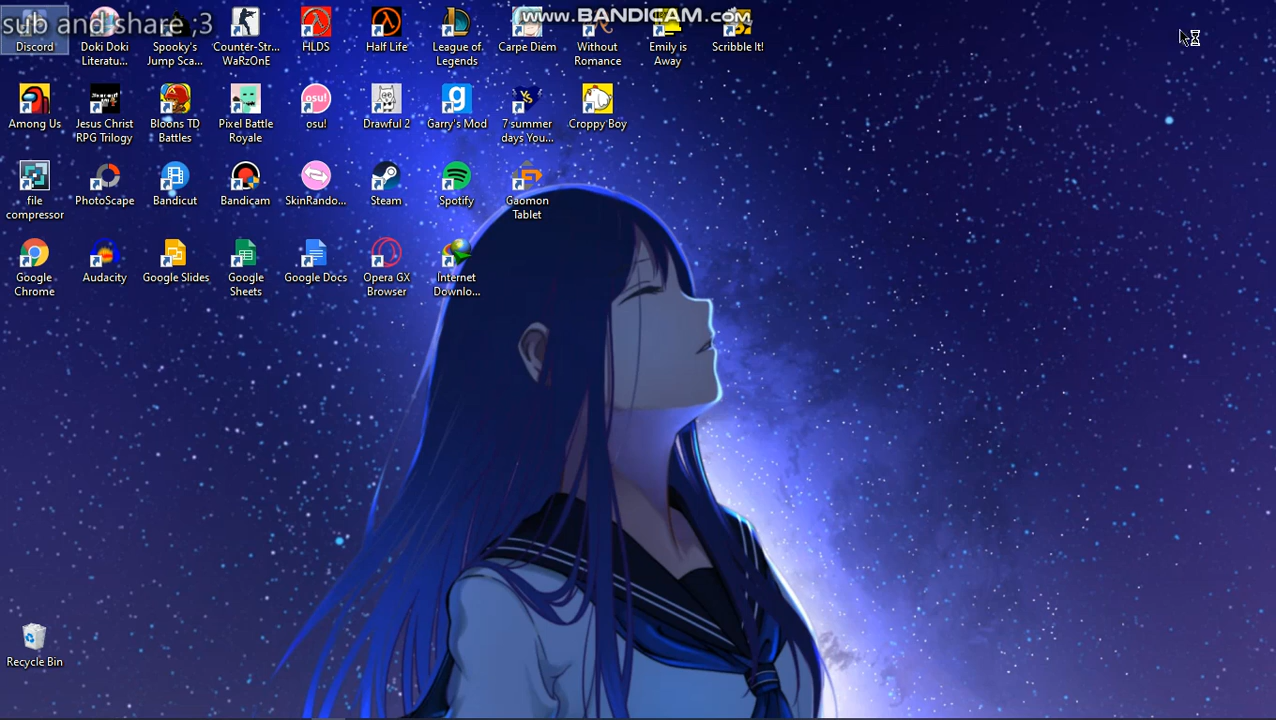 sub and share ;3
www.BANDICAM.com
Discord
Doki Doki
Literatu...
Spooky's
Jump Sca...
Counter-Str...
WaRzOnE
HLDS
Half Life
League of
Legends
Carpe Diem
Without
Romance
Emily is
Away
Scribble It!
Among Us
Jesus Christ
RPG Trilogy
Bloons TD
Battles
Pixel Battle
Royale
osu!
osu!
Drawful 2
Garry's Mod
7 summer
days You...
Croppy Boy
file
compressor
PhotoScape
Bandicut
Bandicam
SkinRando...
Steam
Spotify
Gaomon
Tablet
Google
Chrome
Audacity
Google Slides
Google
Sheets
Google Docs
Opera GX
Browser
Internet
Downlo...
Recycle Bin